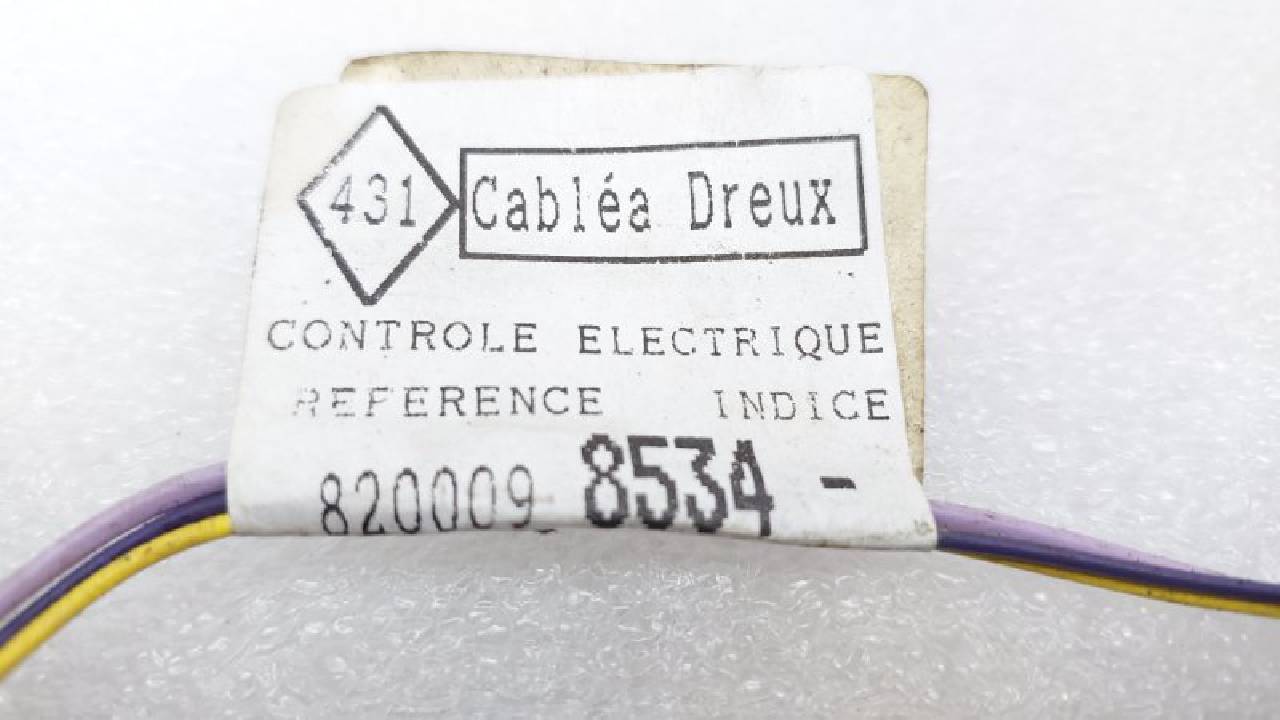 431 Cabléa Dreux
CONTROLE ELECTRIQUE
REFERENCE INDICE
820009 8534 -